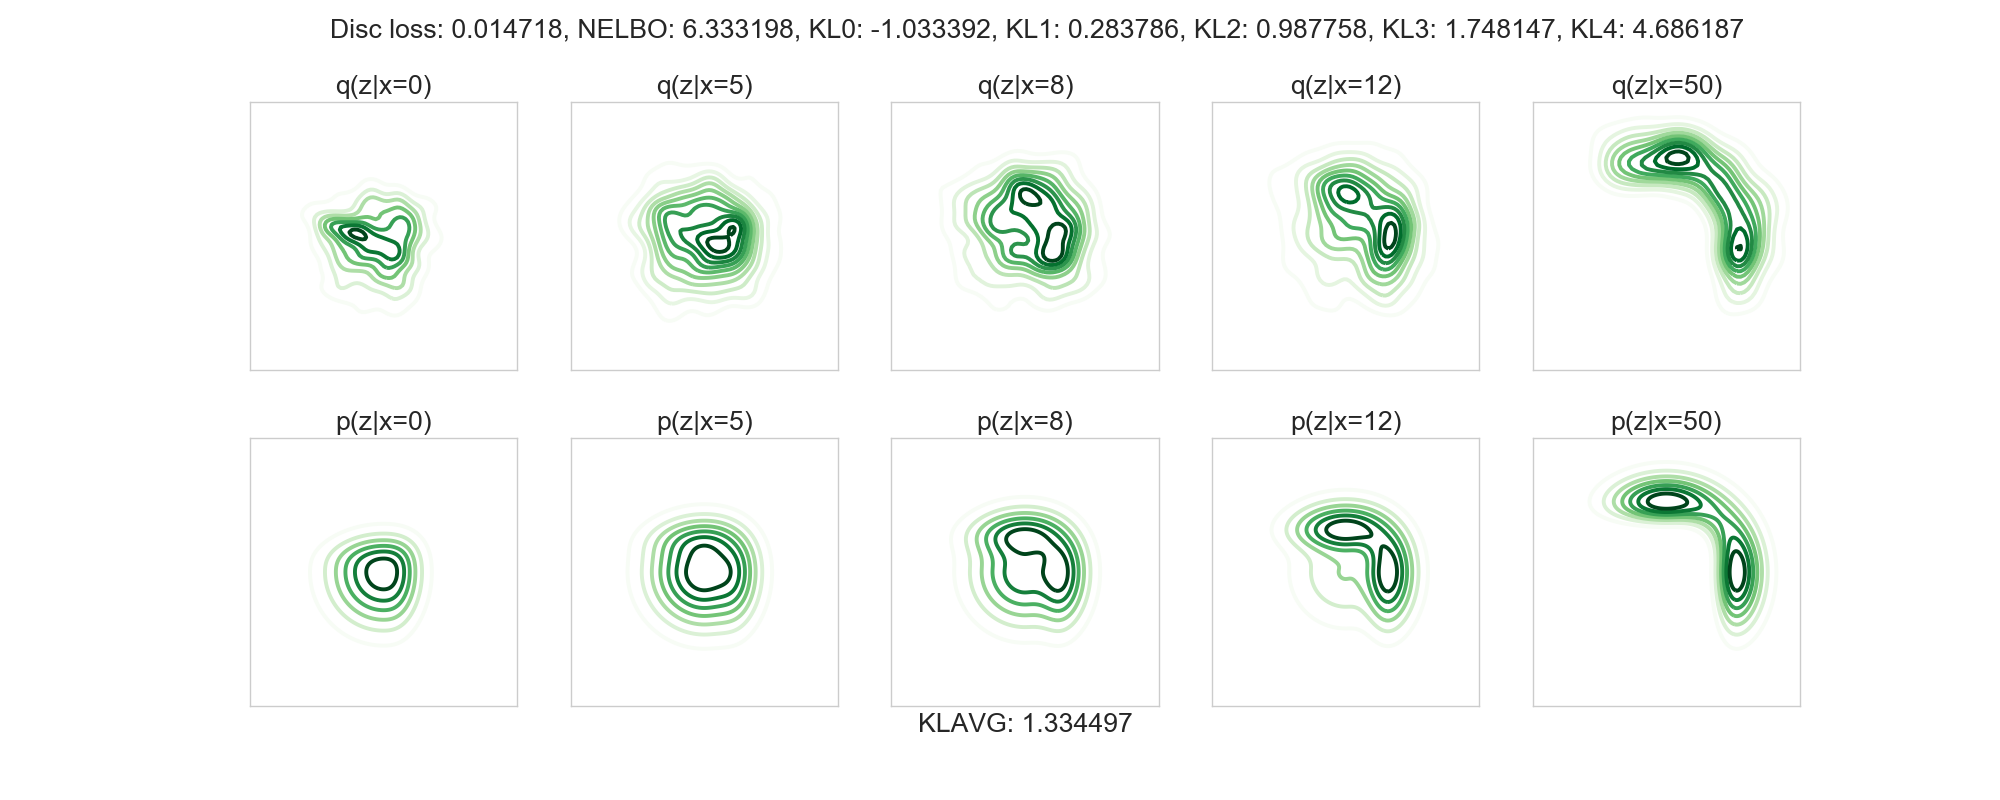 Disc loss: 0.014718, NELBO: 6.333198, KL0: -1.033392, KL1: 0.283786, KL2: 0.987758, KL3: 1.748147, KL4: 4.686187
q(z|x=0)
q(z|x=5)
q(z|x=8)
q(z|x=12)
q(z|x=50)
p(z|x=0)
p(z|x=5)
p(z|x=8)
p(z|x=12)
p(z|x=50)
KLAVG: 1.334497